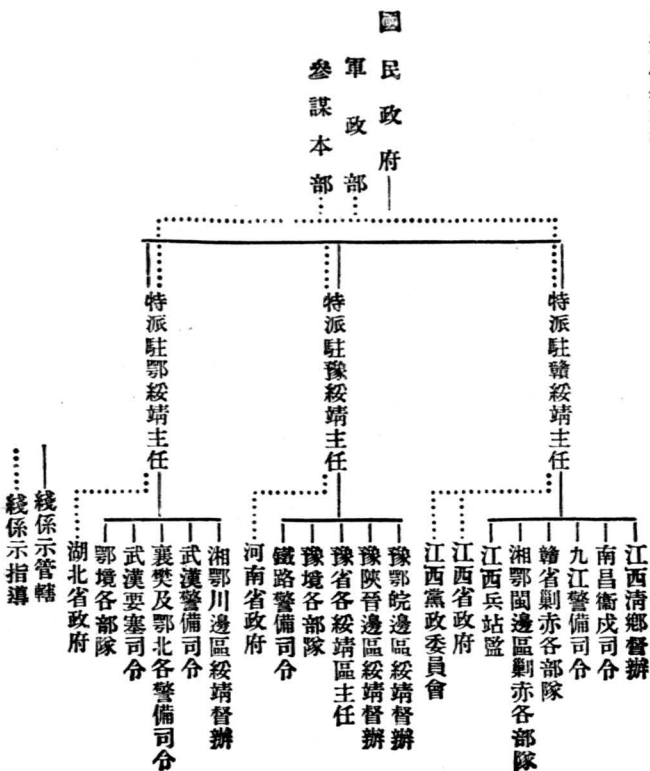 國民政府
軍政部
參謀本部
特派駐贛綏靖主任
特派駐豫綏靖主任
特派駐鄂綏靖主任
江西清鄉督辦
南昌衞戍司令
九江警備司令
贛省剿赤各部隊
湘鄂閩邊區剿赤各部隊
江西兵站監
江西省政府
江西黨政委員會
豫鄂皖邊區綏靖督辦
豫陝晉邊區綏靖督辦
豫省各綏靖區主任
豫境各部隊
鐵路警備司令
河南省政府
湘鄂川邊區綏靖督辦
武漢警備司令
襄樊及鄂北各警備司令
武漢要塞司令
鄂境各部隊
湖北省政府
綫係示管轄
綫係示指導